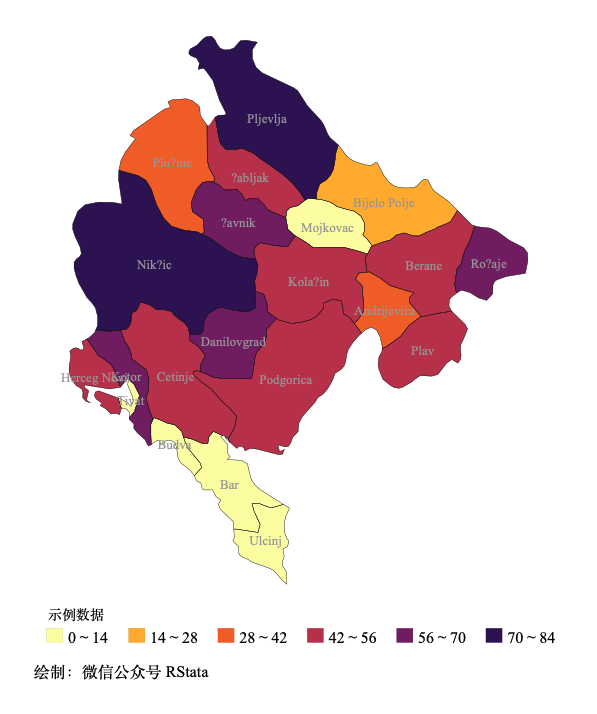 Pljevlja
Plu?ine
?abljak
Bijelo Polje
?avnik
Mojkovac
Nik?ic
Kola?in
Berane
Ro?aje
Andrijevica
Danilovgrad
Plav
Herceg Novi
Kotor
Cetinje
Podgorica
Tivat
Budva
Bar
Ulcinj
示例数据
0 ~ 14 14 ~ 28 28 ~ 42 42 ~ 56 56 ~ 70 70 ~ 84
绘制：微信公众号 RStata